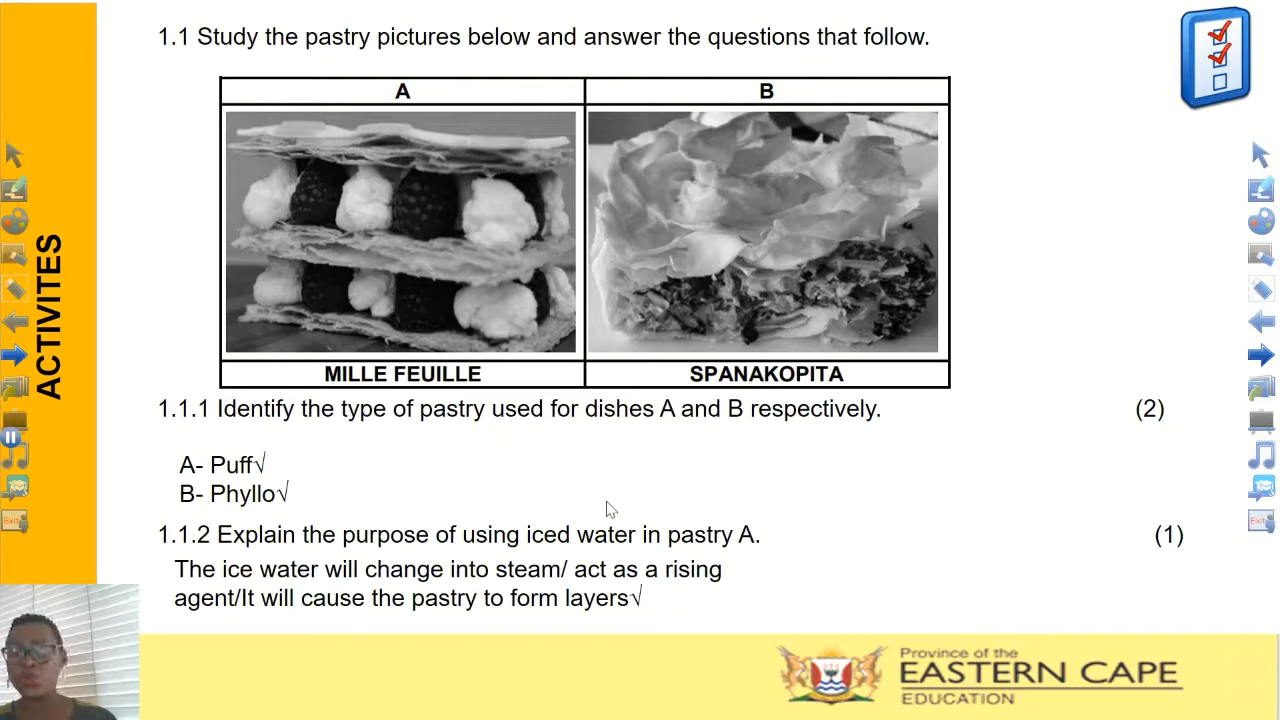 ACTIVITES
1.1 Study the pastry pictures below and answer the questions that follow.
A
B
MILLE FEUILLE
SPANAKOPITA
1.1.1 Identify the type of pastry used for dishes A and B respectively. (2)
A- Puff√
B- Phyllo√
1.1.2 Explain the purpose of using iced water in pastry A. (1)
The ice water will change into steam/ act as a rising
agent/It will cause the pastry to form layers√
Exit
Exit
Province of the
EASTERN CAPE
EDUCATION